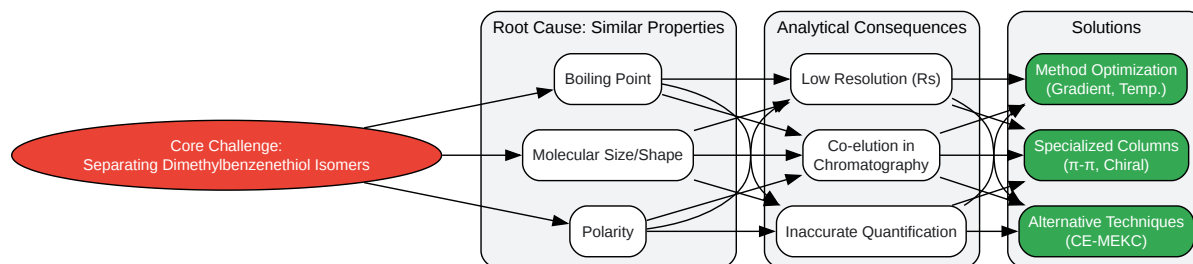 Core Challenge:
Separating Dimethylbenzenethiol Isomers
Root Cause: Similar Properties
Boiling Point
Molecular Size/Shape
Polarity
Analytical Consequences
Low Resolution (Rs)
Co-elution in
Chromatography
Inaccurate Quantification
Solutions
Method Optimization
(Gradient, Temp.)
Specialized Columns
(π-π, Chiral)
Alternative Techniques
(CE-MEKC)